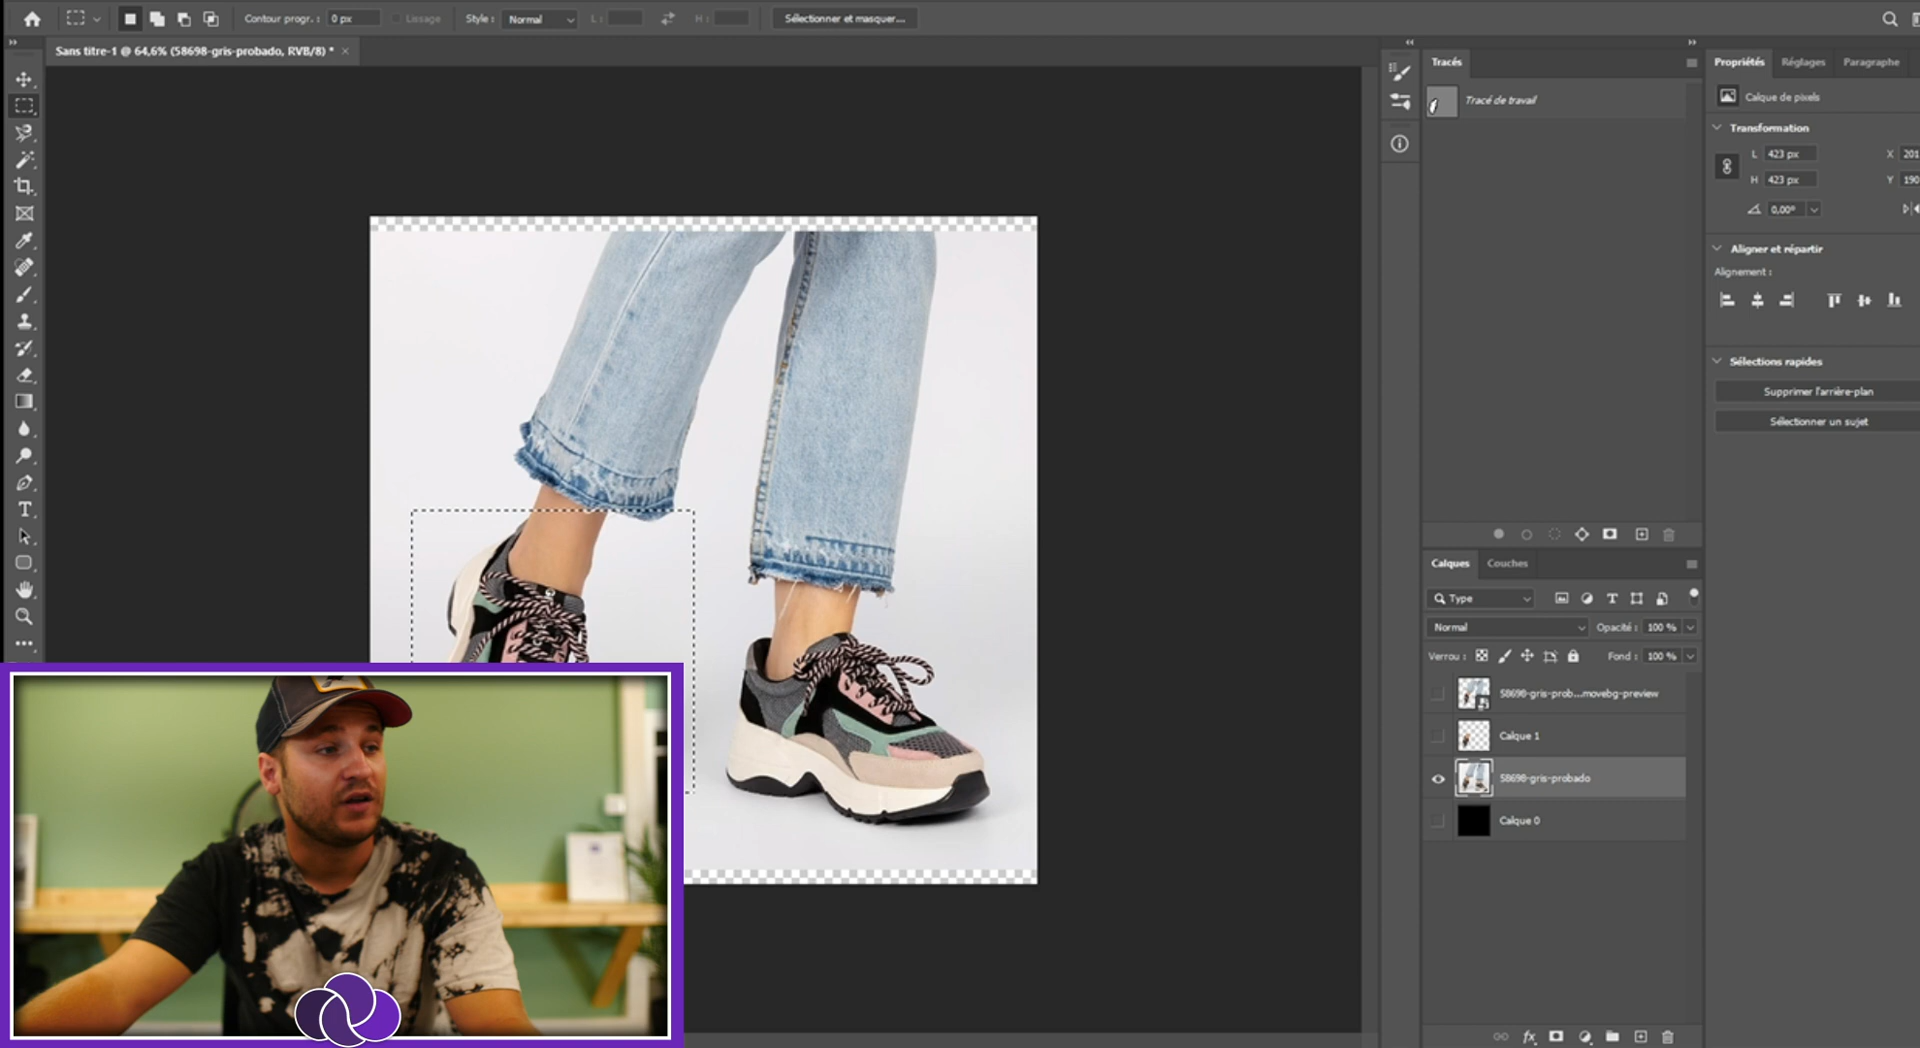 Contour progr. : 0 px Lissage Style : Normal L : H : Sélectionner et masquer...
Sans titre-1 @ 64,6% (58698-gris-probado, RVB/8) * ×
Tracés
Tracé de travail
Propriétés Réglages Paragraphe
Calque de pixels
Transformation
L 423 px X 201
H 423 px Y 190
0,00°
Aligner et répartir
Alignement :
Sélections rapides
Supprimer l'arrière-plan
Sélectionner un sujet
Calques Couches
Type
Normal Opacité : 100 %
Verrou : Fond : 100 %
58698-gris-prob...movebg-preview
Calque 1
58698-gris-probado
Calque 0